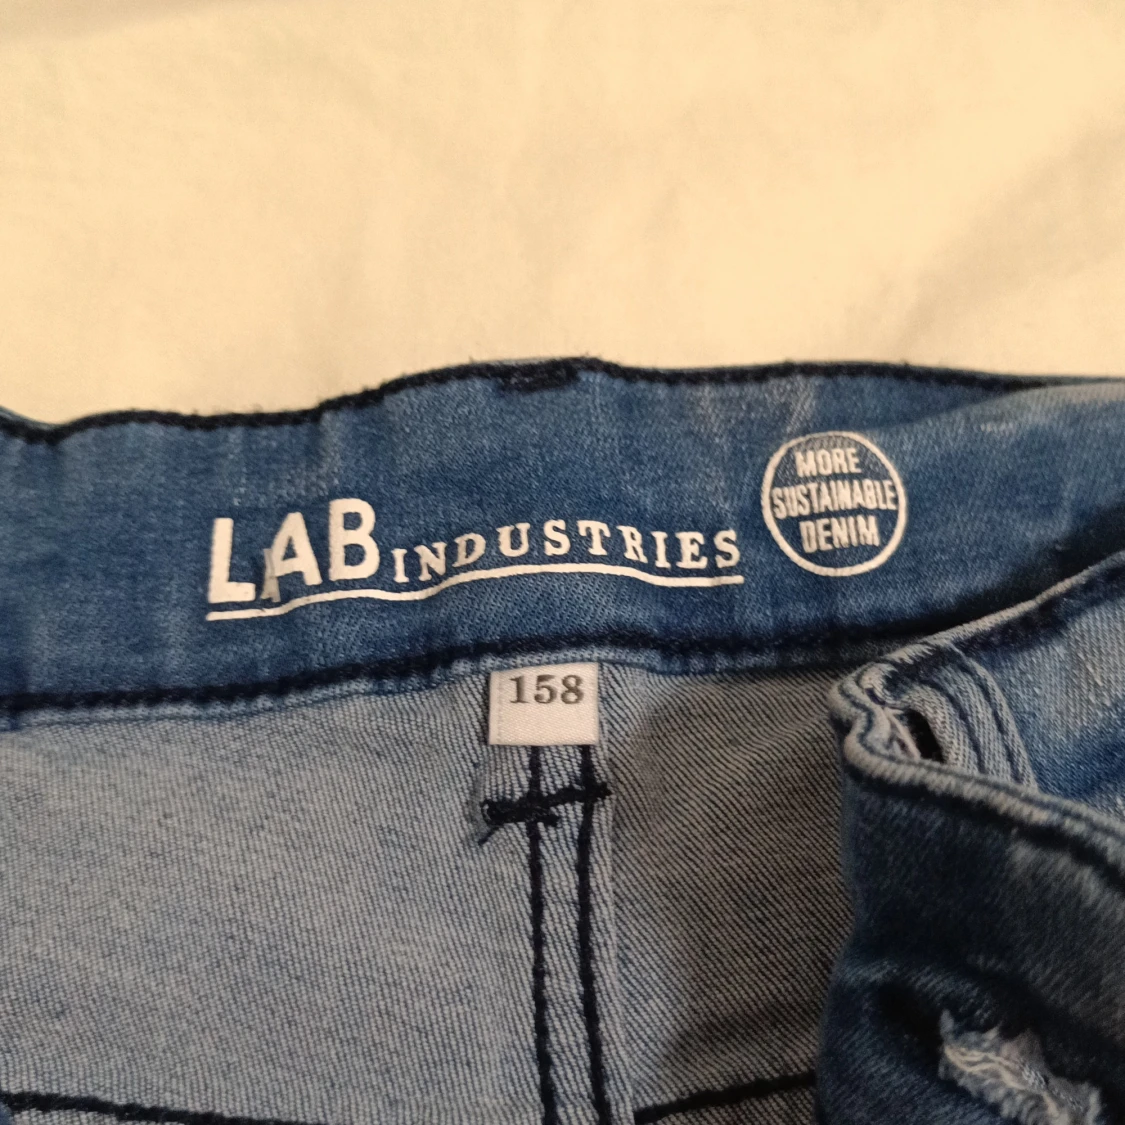 LAB INDUSTRIES
MORE
SUSTAINABLE
DENIM
158